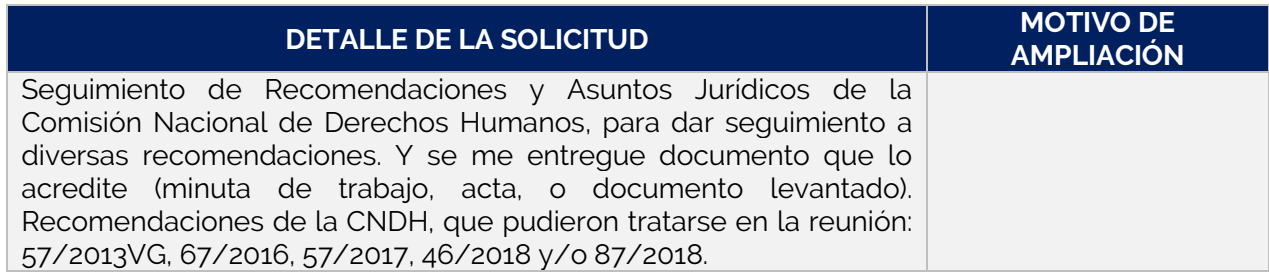 DETALLE DE LA SOLICITUD
MOTIVO DE
AMPLIACIÓN
Seguimiento de Recomendaciones y Asuntos Jurídicos de la
Comisión Nacional de Derechos Humanos, para dar seguimiento a
diversas recomendaciones. Y se me entregue documento que lo
acredite (minuta de trabajo, acta, o documento levantado).
Recomendaciones de la CNDH, que pudieron tratarse en la reunión:
57/2013VG, 67/2016, 57/2017, 46/2018 y/o 87/2018.